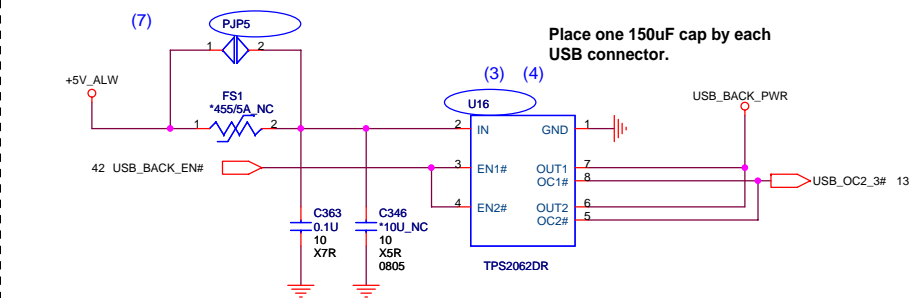 (7)
PJP5
1 2
Place one 150uF cap by each
USB connector.
(3) (4)
+5V_ALW
FS1
*455/5A_NC
1 2
U16
USB_BACK_PWR
2 IN GND 1
42 USB_BACK_EN#
3 EN1# OUT1 7
OC1# 8
USB_OC2_3# 13
4 EN2# OUT2 6
OC2# 5
C363
0.1U
10
X7R
C346
*10U_NC
10
X5R
0805
TPS2062DR